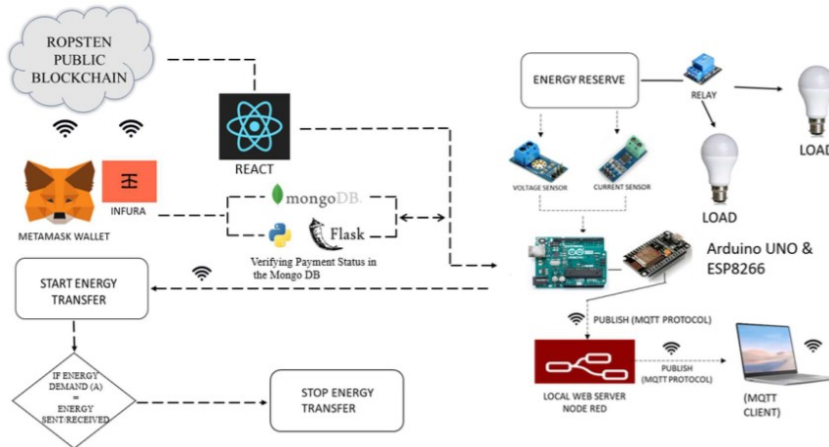 ROPSTEN
PUBLIC
BLOCKCHAIN
REACT
METAMASK WALLET
INFURA
mongoDB.
Flask
Verifying Payment Status in
the Mongo DB
START ENERGY
TRANSFER
IF ENERGY
DEMAND (A)
=
ENERGY
SENT/RECEIVED
STOP ENERGY
TRANSFER
ENERGY RESERVE
RELAY
LOAD
LOAD
VOLTAGE SENSOR
CURRENT SENSOR
Arduino UNO &
ESP8266
PUBLISH (MQTT PROTOCOL)
LOCAL WEB SERVER
NODE RED
PUBLISH
(MQTT PROTOCOL)
(MQTT
CLIENT)